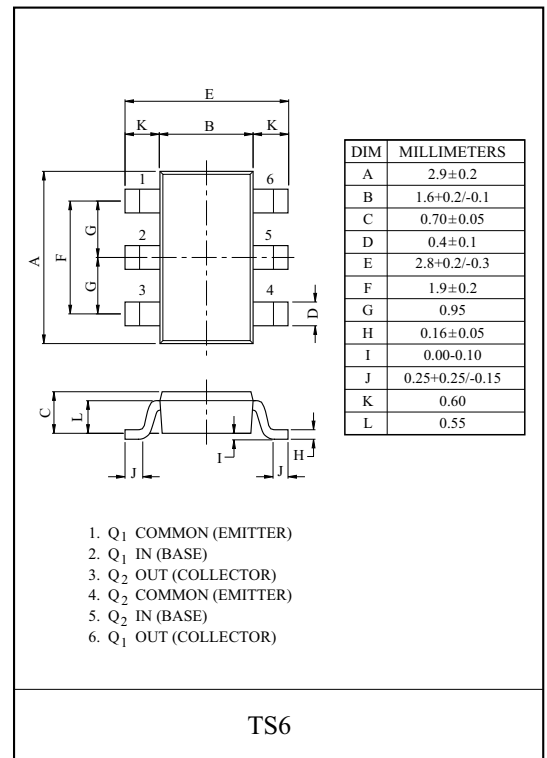 E
K B K
1 6
2 5
3 4
A
F
G
G
D
C
L
I
H
J
J
DIM MILLIMETERS
A 2.9±0.2
B 1.6+0.2/-0.1
C 0.70±0.05
D 0.4±0.1
E 2.8+0.2/-0.3
F 1.9±0.2
G 0.95
H 0.16±0.05
I 0.00-0.10
J 0.25+0.25/-0.15
K 0.60
L 0.55
1. Q1 COMMON (EMITTER)
2. Q1 IN (BASE)
3. Q2 OUT (COLLECTOR)
4. Q2 COMMON (EMITTER)
5. Q2 IN (BASE)
6. Q1 OUT (COLLECTOR)
TS6